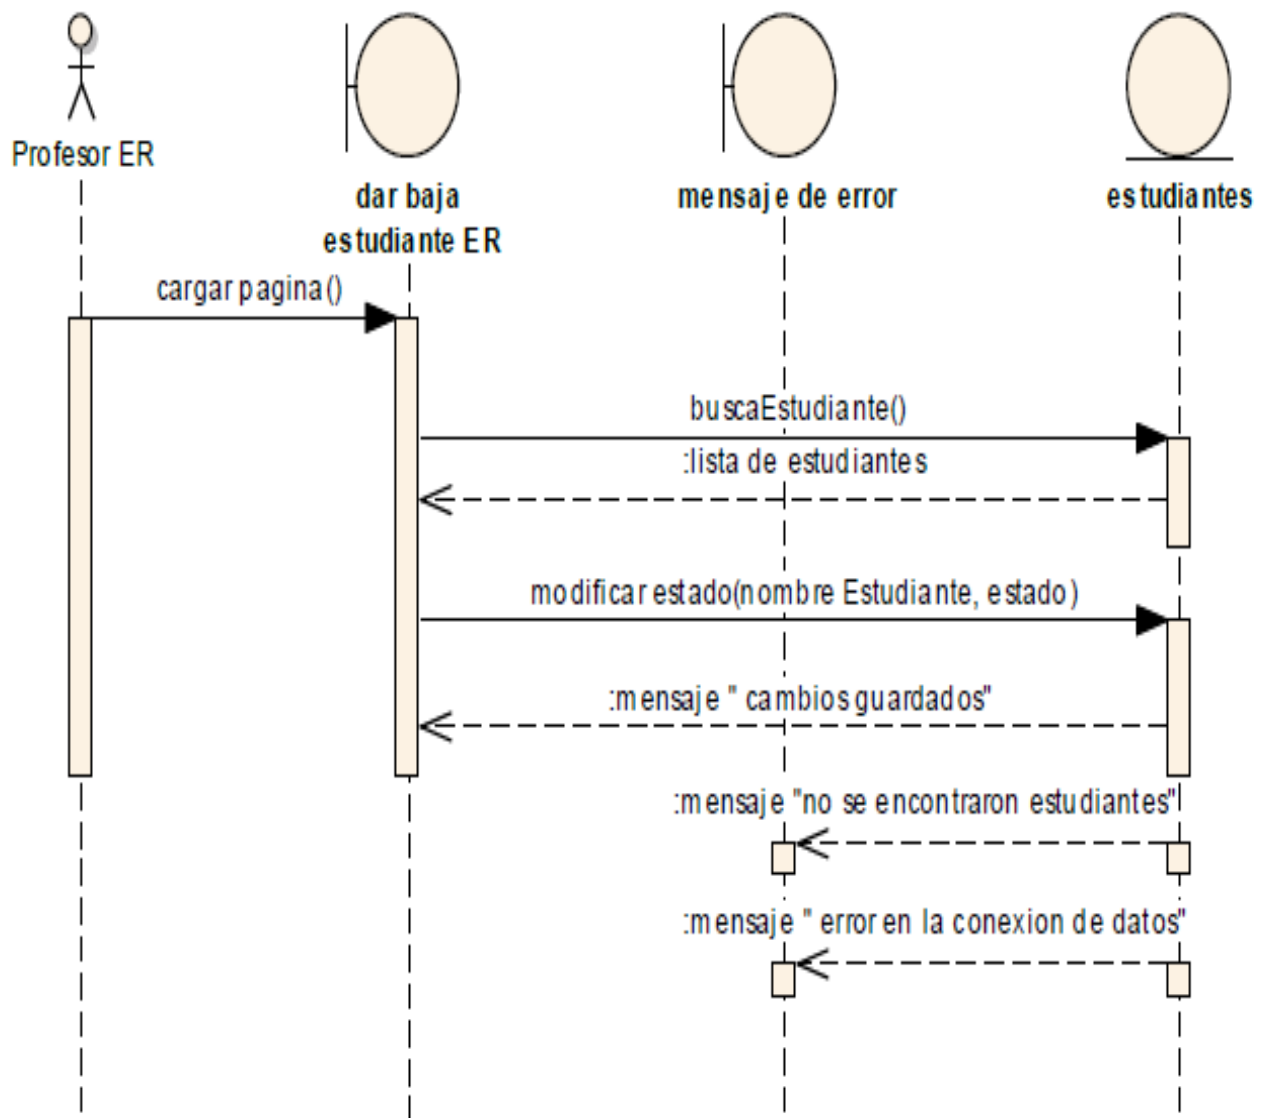 Profesor ER
dar baja
estudiante ER
mensaje de error
estudiantes
cargar pagina()
buscaEstudiante()
:lista de estudiantes
modificar estado(nombre Estudiante, estado)
:mensaje " cambios guardados"
:mensaje "no se encontraron estudiantes"
:mensaje " error en la conexion de datos"